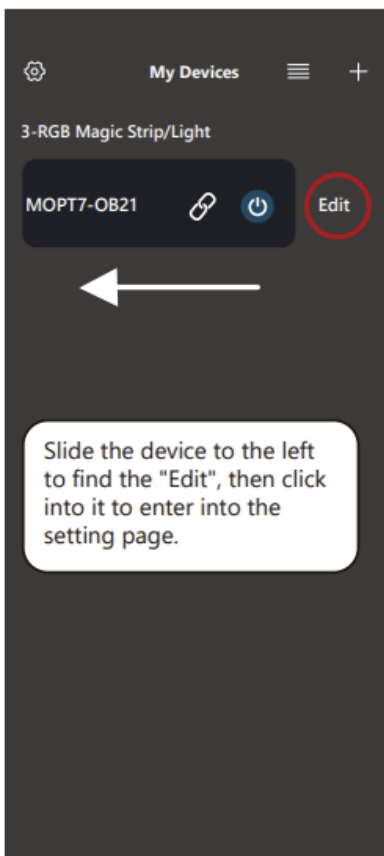 My Devices
3-RGB Magic Strip/Light
MOPT7-OB21
Edit
Slide the device to the left
to find the "Edit", then click
into it to enter into the
setting page.